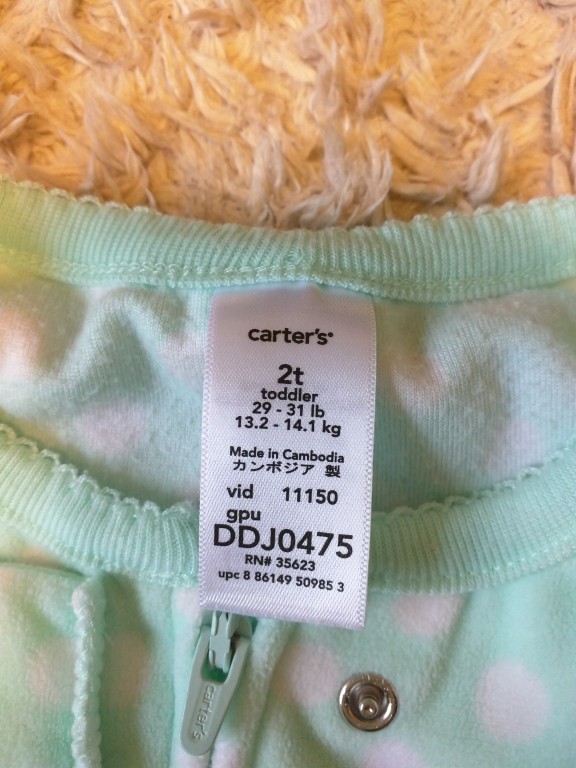 carter's
2t
toddler
29 - 31 lb
13.2 - 14.1 kg
Made in Cambodia
カンボジア 製
vid 11150
gpu
DDJ0475
RN# 35623
upc 8 86149 50985 3
carter's